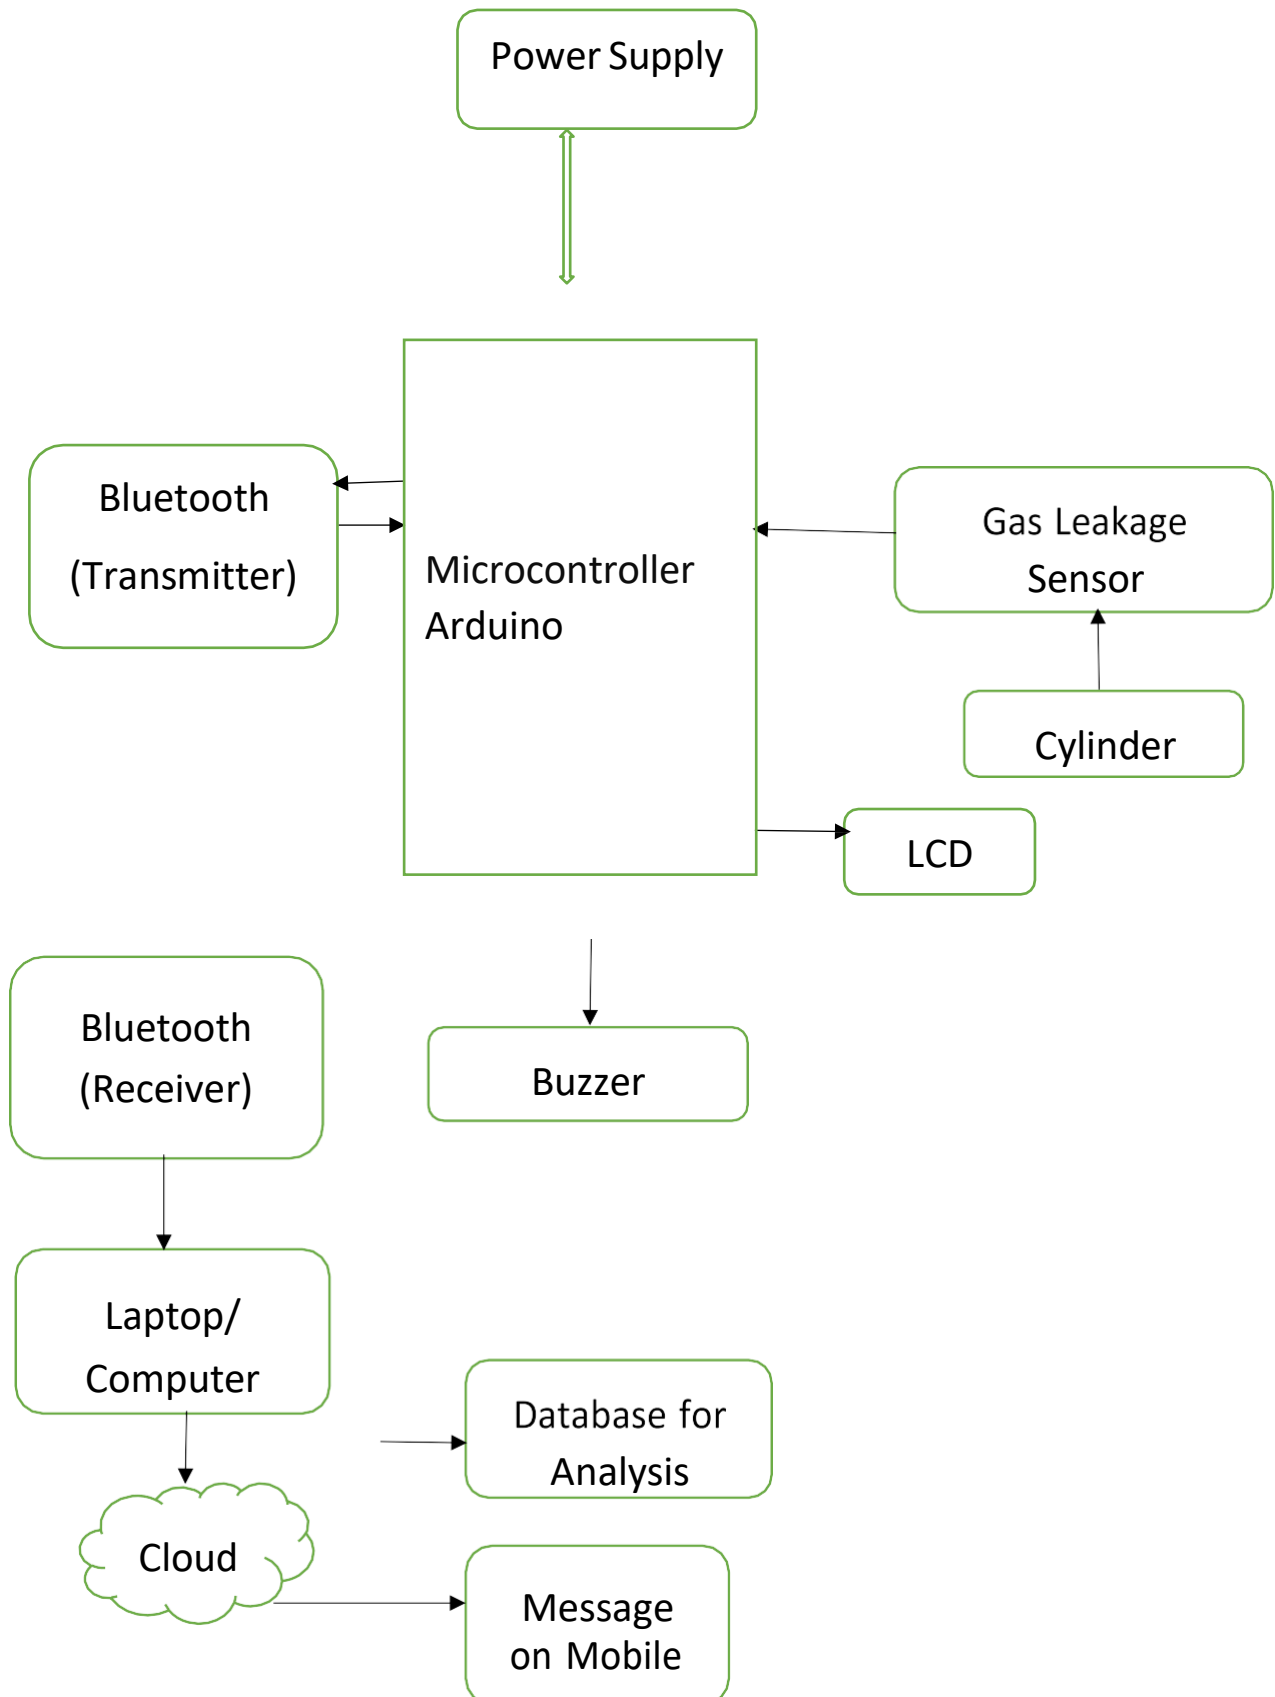 Power Supply
Bluetooth
(Transmitter)
Microcontroller
Arduino
Gas Leakage
Sensor
Cylinder
LCD
Bluetooth
(Receiver)
Buzzer
Laptop/
Computer
Database for
Analysis
Cloud
Message
on Mobile